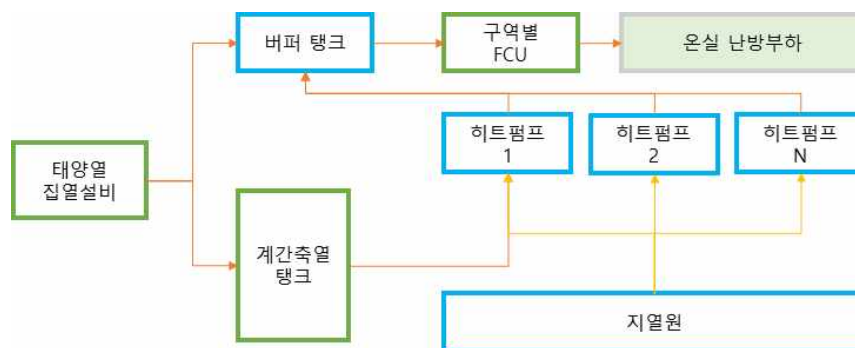 버퍼 탱크
구역별
FCU
온실 난방부하
히트펌프
1
히트펌프
2
히트펌프
N
태양열
집열설비
계간축열
탱크
지열원